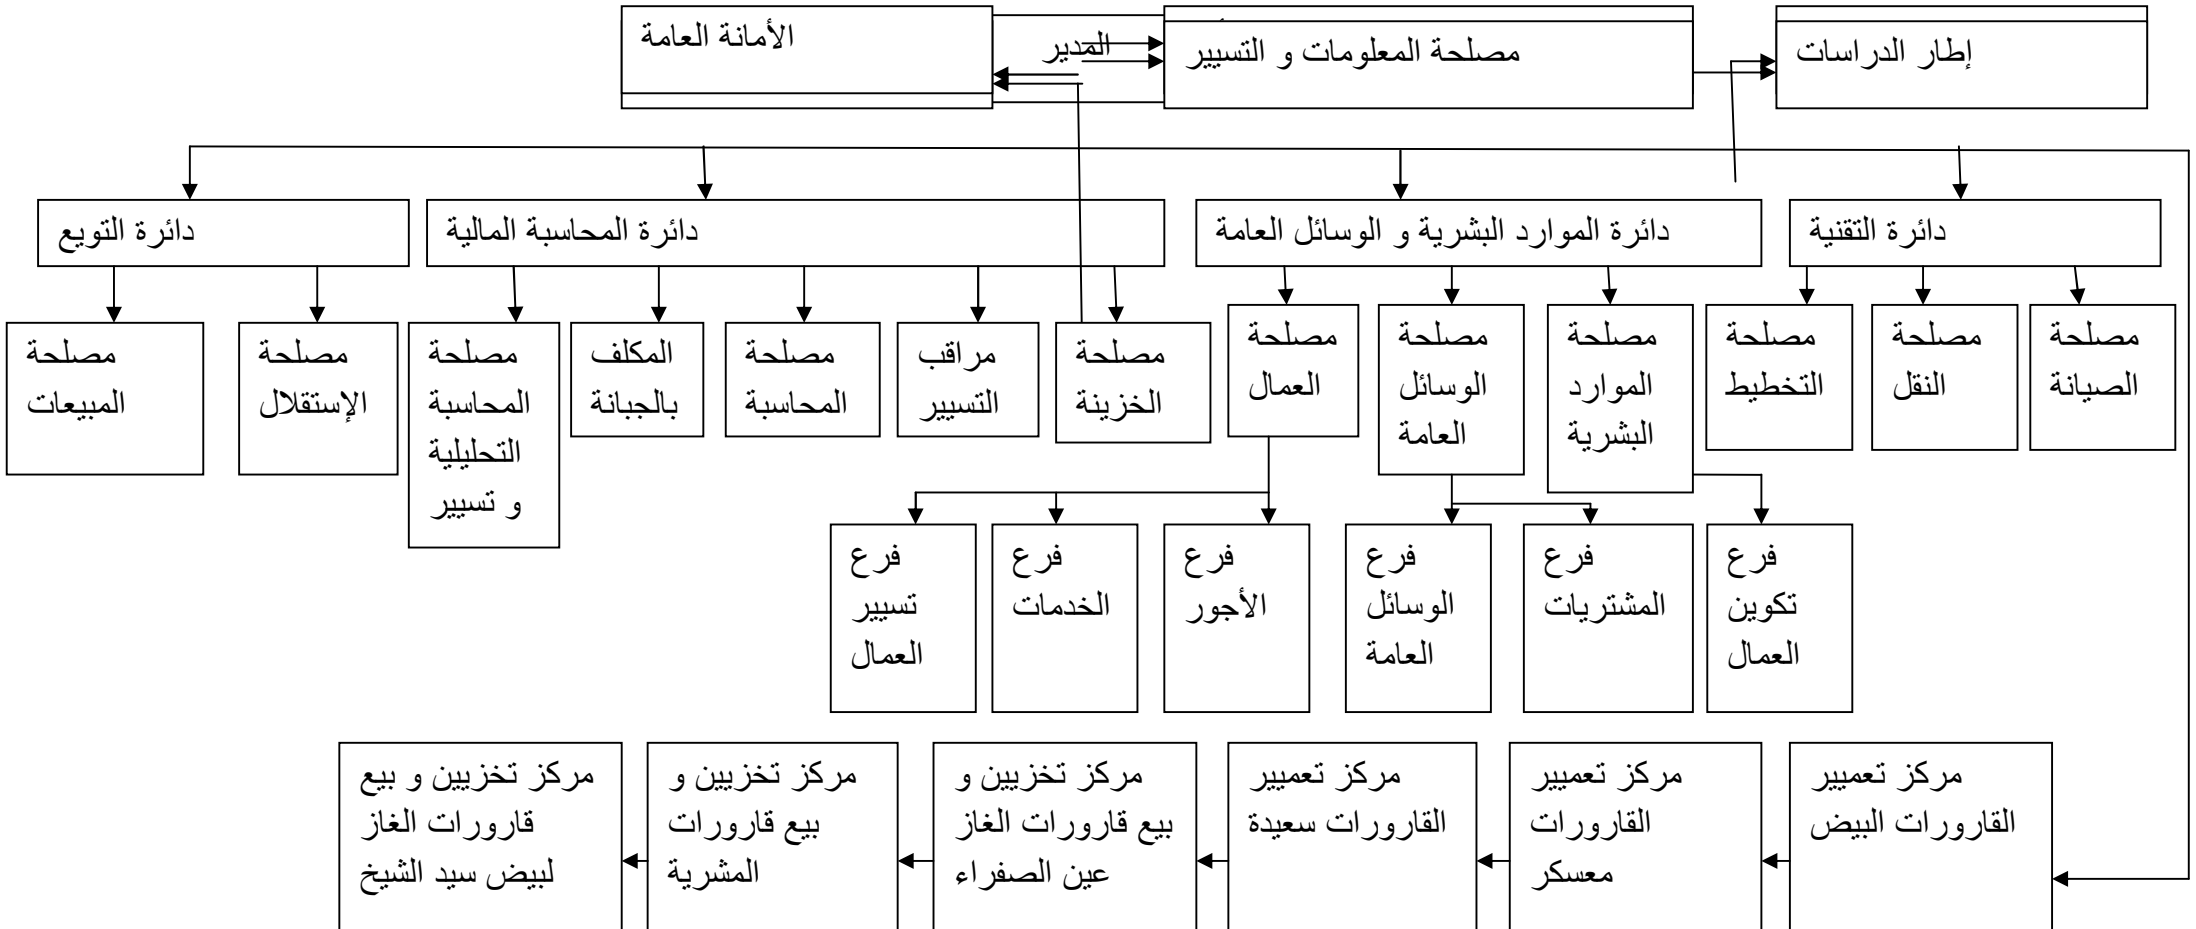 إطار الدراسات
مصلحة المعلومات و التسيير
المدير
الأمانة العامة
دائرة التقنية
دائرة الموارد البشرية و الوسائل العامة
دائرة المحاسبة المالية
دائرة التويع
مصلحة
الصيانة
مصلحة
النقل
مصلحة
التخطيط
مصلحة
الموارد
البشرية
مصلحة
الوسائل
العامة
مصلحة
العمال
مصلحة
الخزينة
مراقب
التسيير
مصلحة
المحاسبة
المكلف
بالجبانة
مصلحة
المحاسبة
التحليلية
و تسيير
مصلحة
الإستقلال
مصلحة
المبيعات
فرع
تكوين
العمال
فرع
المشتريات
فرع
الوسائل
العامة
فرع
الأجور
فرع
الخدمات
فرع
تسيير
العمال
مركز تعميير
القارورات البيض
مركز تعميير
القارورات
معسكر
مركز تعميير
القارورات سعيدة
مركز تخزيين و
بيع قارورات الغاز
عين الصفراء
مركز تخزيين و
بيع قارورات
المشرية
مركز تخزيين و بيع
قارورات الغاز
لبيض سيد الشيخ